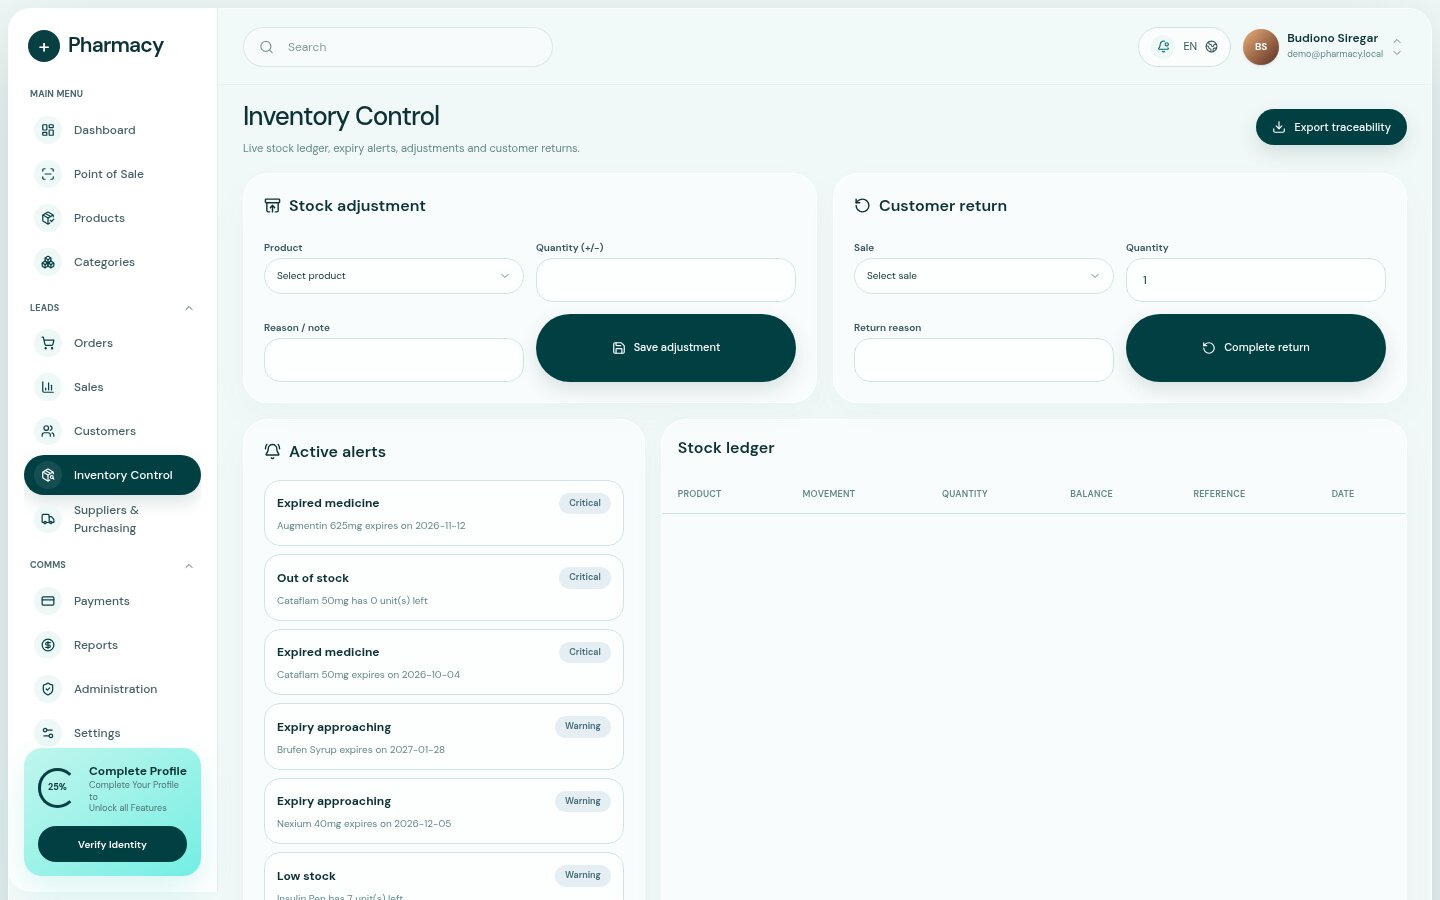 + Pharmacy
MAIN MENU
Dashboard
Point of Sale
Products
Categories
LEADS
Orders
Sales
Customers
Inventory Control
Suppliers &
Purchasing
COMMS
Payments
Reports
Administration
Settings
25%
Complete Profile
Complete Your Profile
to
Unlock all Features
Verify Identity
Search
EN
BS
Budiono Siregar
demo@pharmacy.local
Inventory Control
Live stock ledger, expiry alerts, adjustments and customer returns.
Export traceability
Stock adjustment
Product
Quantity (+/-)
Select product
Reason / note
Save adjustment
Customer return
Sale
Quantity
Select sale
1
Return reason
Complete return
Active alerts
Expired medicine
Critical
Augmentin 625mg expires on 2026-11-12
Out of stock
Critical
Cataflam 50mg has 0 unit(s) left
Expired medicine
Critical
Cataflam 50mg expires on 2026-10-04
Expiry approaching
Warning
Brufen Syrup expires on 2027-01-28
Expiry approaching
Warning
Nexium 40mg expires on 2026-12-05
Low stock
Warning
Insulin Pen has 7 unit(s) left
Stock ledger
PRODUCT MOVEMENT QUANTITY BALANCE REFERENCE DATE